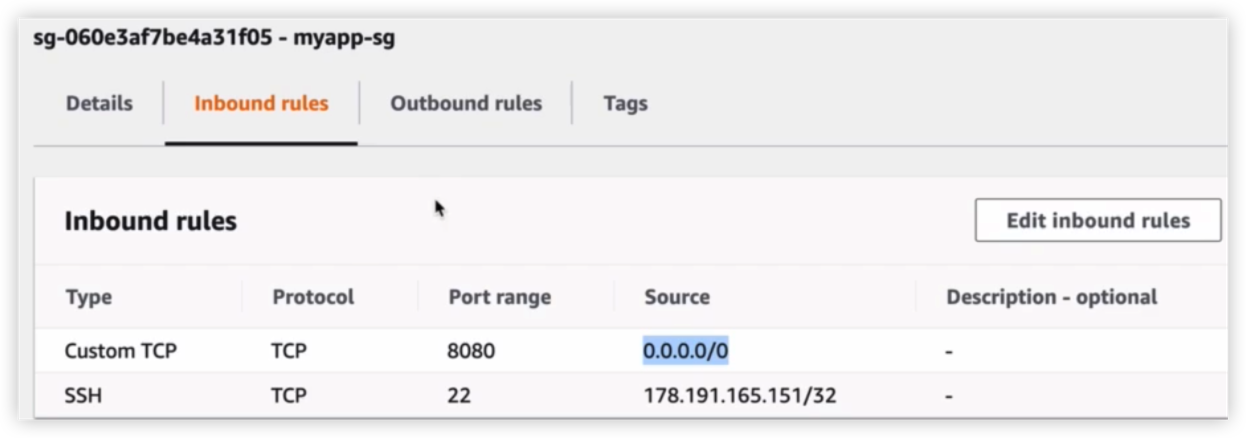 sg-060e3af7be4a31f05 - myapp-sg
Details Inbound rules Outbound rules Tags
Inbound rules Edit inbound rules
Type Protocol Port range Source Description - optional
Custom TCP TCP 8080 0.0.0.0/0 -
SSH TCP 22 178.191.165.151/32 -